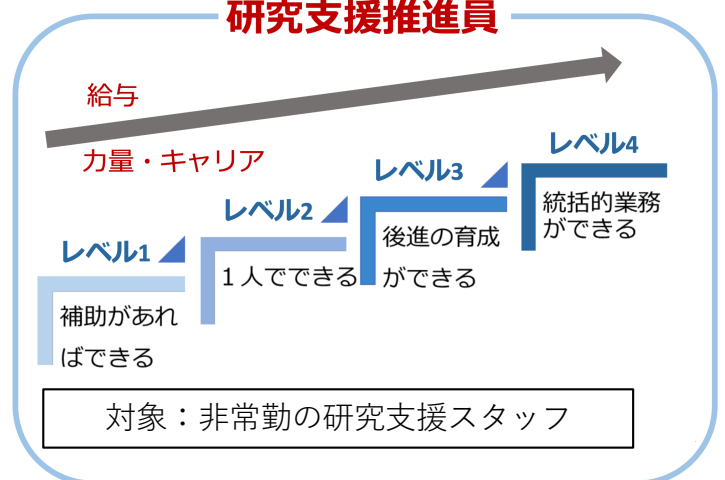 研究支援推進員
給与
力量・キャリア
レベル1
補助があれ
ばできる
レベル2
1人でできる
レベル3
後進の育成
ができる
レベル4
統括的業務
ができる
対象：非常勤の研究支援スタッフ